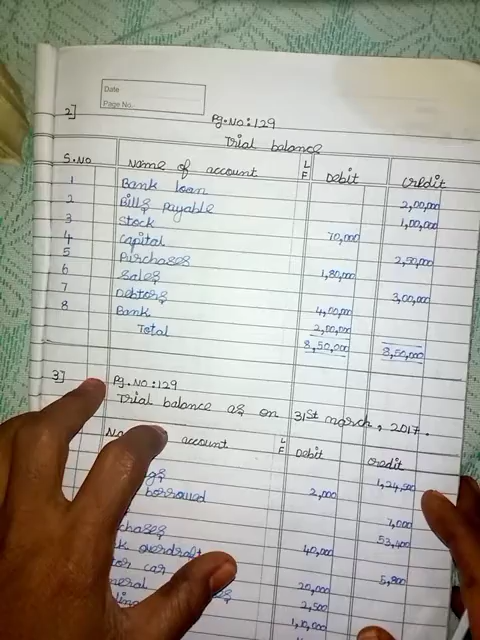 Date
Page No.
2]
Pg.No:129
Trial balance
S.No Name of account L F Debit Credit
1 Bank loan 2,00,000
2 Bills Payable 1,00,000
3 Stock 70,000
4 Capital 2,50,000
5 Purchases 1,80,000
6 Sales 3,00,000
7 Debtors 4,00,000
8 Bank 2,00,000
Total 8,50,000 8,50,000
3] Pg.No:129
Trial balance as on 31st march, 2017.
account L F Debit Credit
1,24,500
borrowed 2,000
7,000
chases 53,400
k overdraft 40,000
or car 5,800
neral 20,000
2,500
1,10,000